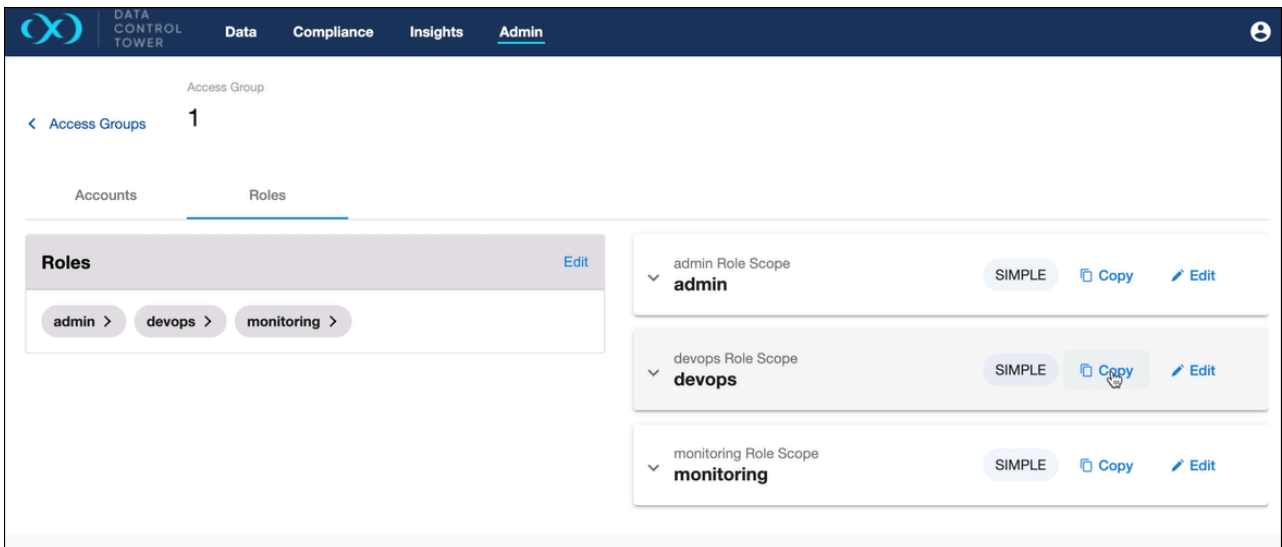 DATA
CONTROL
TOWER
Data Compliance Insights Admin
Access Group
Access Groups
1
Accounts Roles
Roles Edit
admin devops monitoring
admin Role Scope
admin
SIMPLE Copy Edit
devops Role Scope
devops
SIMPLE Copy Edit
monitoring Role Scope
monitoring
SIMPLE Copy Edit